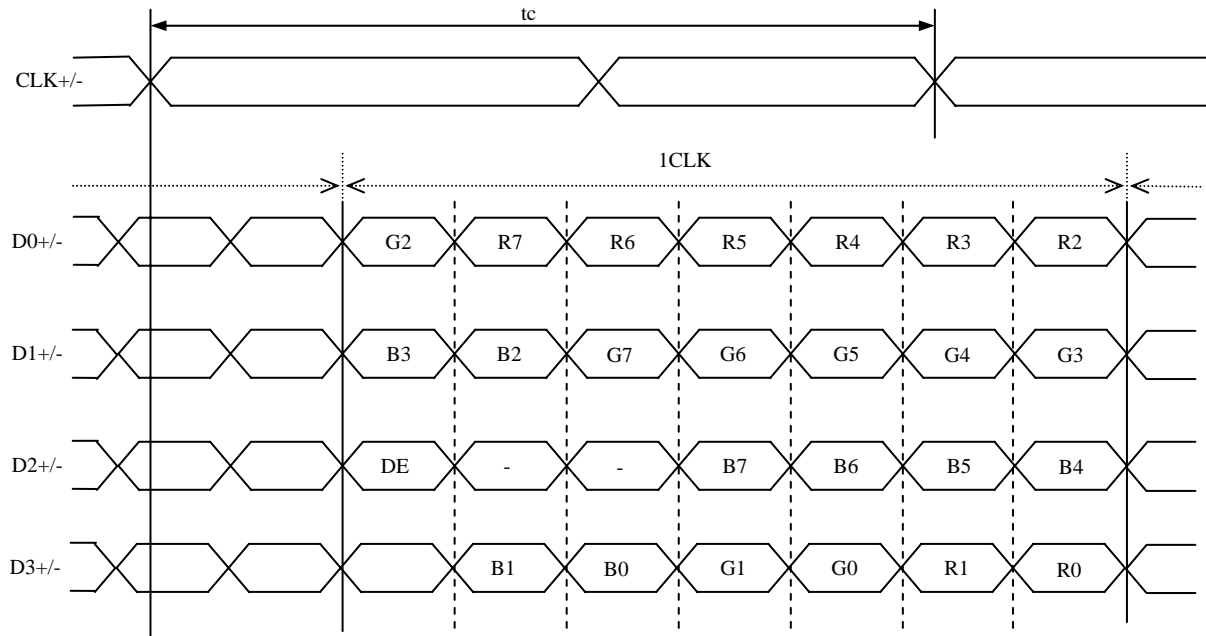 tc
CLK+/-
1CLK
D0+/- G2 R7 R6 R5 R4 R3 R2
D1+/- B3 B2 G7 G6 G5 G4 G3
D2+/- DE - - B7 B6 B5 B4
D3+/- B1 B0 G1 G0 R1 R0